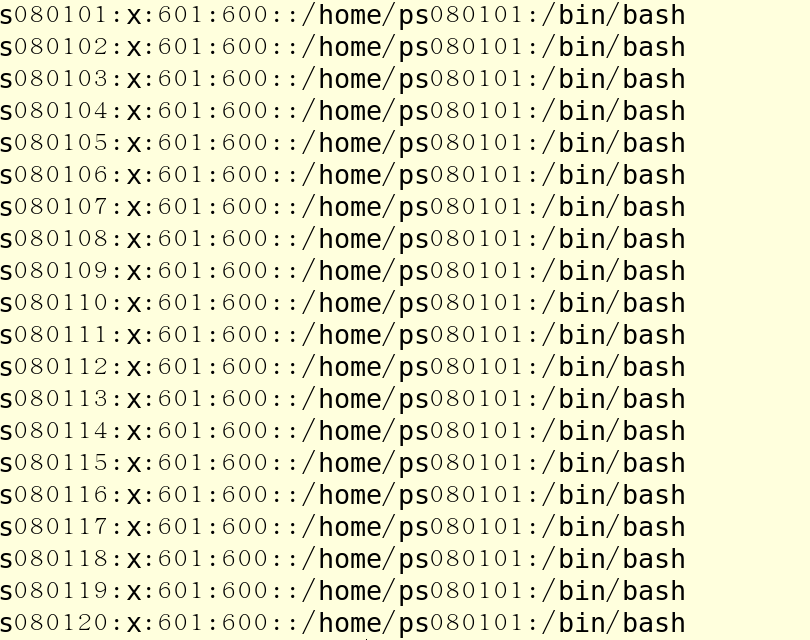 s080101:x:601:600::/home/ps080101:/bin/bash
s080102:x:601:600::/home/ps080101:/bin/bash
s080103:x:601:600::/home/ps080101:/bin/bash
s080104:x:601:600::/home/ps080101:/bin/bash
s080105:x:601:600::/home/ps080101:/bin/bash
s080106:x:601:600::/home/ps080101:/bin/bash
s080107:x:601:600::/home/ps080101:/bin/bash
s080108:x:601:600::/home/ps080101:/bin/bash
s080109:x:601:600::/home/ps080101:/bin/bash
s080110:x:601:600::/home/ps080101:/bin/bash
s080111:x:601:600::/home/ps080101:/bin/bash
s080112:x:601:600::/home/ps080101:/bin/bash
s080113:x:601:600::/home/ps080101:/bin/bash
s080114:x:601:600::/home/ps080101:/bin/bash
s080115:x:601:600::/home/ps080101:/bin/bash
s080116:x:601:600::/home/ps080101:/bin/bash
s080117:x:601:600::/home/ps080101:/bin/bash
s080118:x:601:600::/home/ps080101:/bin/bash
s080119:x:601:600::/home/ps080101:/bin/bash
s080120:x:601:600::/home/ps080101:/bin/bash